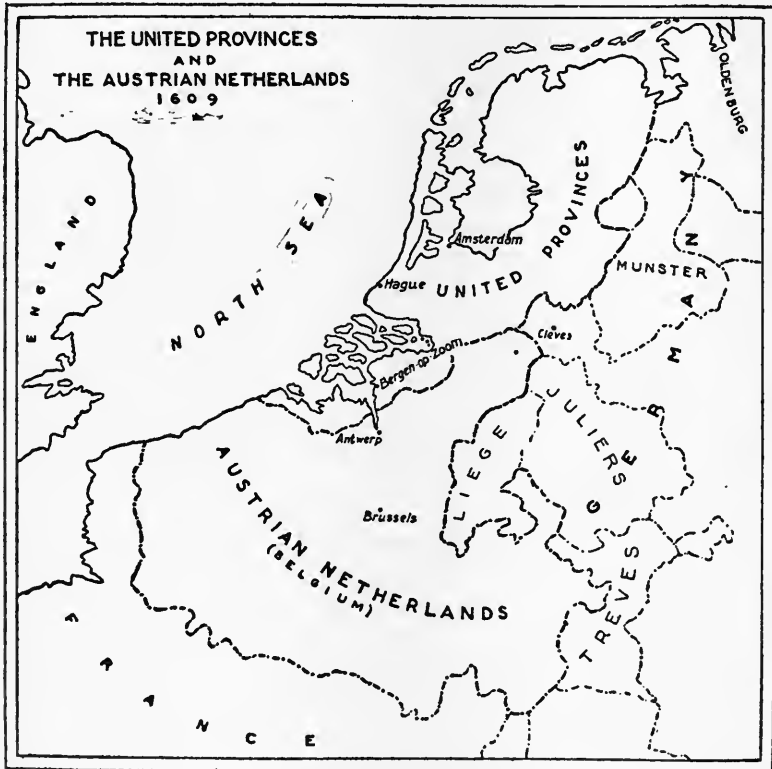 THE UNITED PROVINCES
AND
THE AUSTRIAN NETHERLANDS
1609
OLDENBURG
ENGLAND
NORTH SEA
UNITED PROVINCES
Amsterdam
Hague
MUNSTER
GERMANY
Cleves
Bergen-op-Zoom
Antwerp
JULIERS
LIEGE
Brussels
AUSTRIAN NETHERLANDS
(BELGIUM)
TREVES
FRANCE